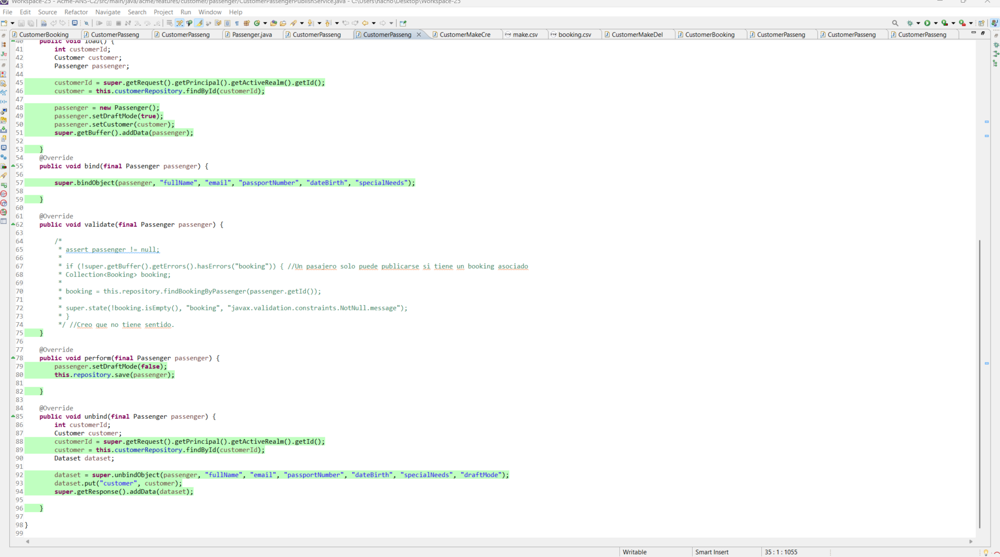 Workspace-25 - Acme-ANS-C2/src/main/java/acme/features/customer/passenger/CustomerPassengerPublishService.java - C:\Users\nacho\Desktop\Workspace-25
File Edit Source Refactor Navigate Search Project Run Window Help
CustomerBooking CustomerPasseng CustomerPasseng Passenger.java CustomerPasseng CustomerPasseng CustomerMakeCre make.csv booking.csv CustomerMakeDel CustomerBooking CustomerPasseng CustomerPasseng CustomerPasseng
40 public void load() {
41 int customerId;
42 Customer customer;
43 Passenger passenger;
44
45 customerId = super.getRequest().getPrincipal().getActiveRealm().getId();
46 customer = this.customerRepository.findById(customerId);
47
48 passenger = new Passenger();
49 passenger.setDraftMode(true);
50 passenger.setCustomer(customer);
51 super.getBuffer().addData(passenger);
52
53 }
54 @Override
55 public void bind(final Passenger passenger) {
56
57 super.bindObject(passenger, "fullName", "email", "passportNumber", "dateBirth", "specialNeeds");
58
59 }
60
61 @Override
62 public void validate(final Passenger passenger) {
63
64 /*
65 * assert passenger != null;
66 *
67 * if (!super.getBuffer().getErrors().hasErrors("booking")) { //Un pasajero solo puede publicarse si tiene un booking asociado
68 * Collection<Booking> booking;
69 *
70 * booking = this.repository.findBookingByPassenger(passenger.getId());
71 *
72 * super.state(!booking.isEmpty(), "booking", "javax.validation.constraints.NotNull.message");
73 * }
74 */ //Creo que no tiene sentido.
75 }
76
77 @Override
78 public void perform(final Passenger passenger) {
79 passenger.setDraftMode(false);
80 this.repository.save(passenger);
81
82 }
83
84 @Override
85 public void unbind(final Passenger passenger) {
86 int customerId;
87 Customer customer;
88 customerId = super.getRequest().getPrincipal().getActiveRealm().getId();
89 customer = this.customerRepository.findById(customerId);
90 Dataset dataset;
91
92 dataset = super.unbindObject(passenger, "fullName", "email", "passportNumber", "dateBirth", "specialNeeds", "draftMode");
93 dataset.put("customer", customer);
94 super.getResponse().addData(dataset);
95
96 }
97
98 }
99
Writable Smart Insert 35 : 1 : 1055